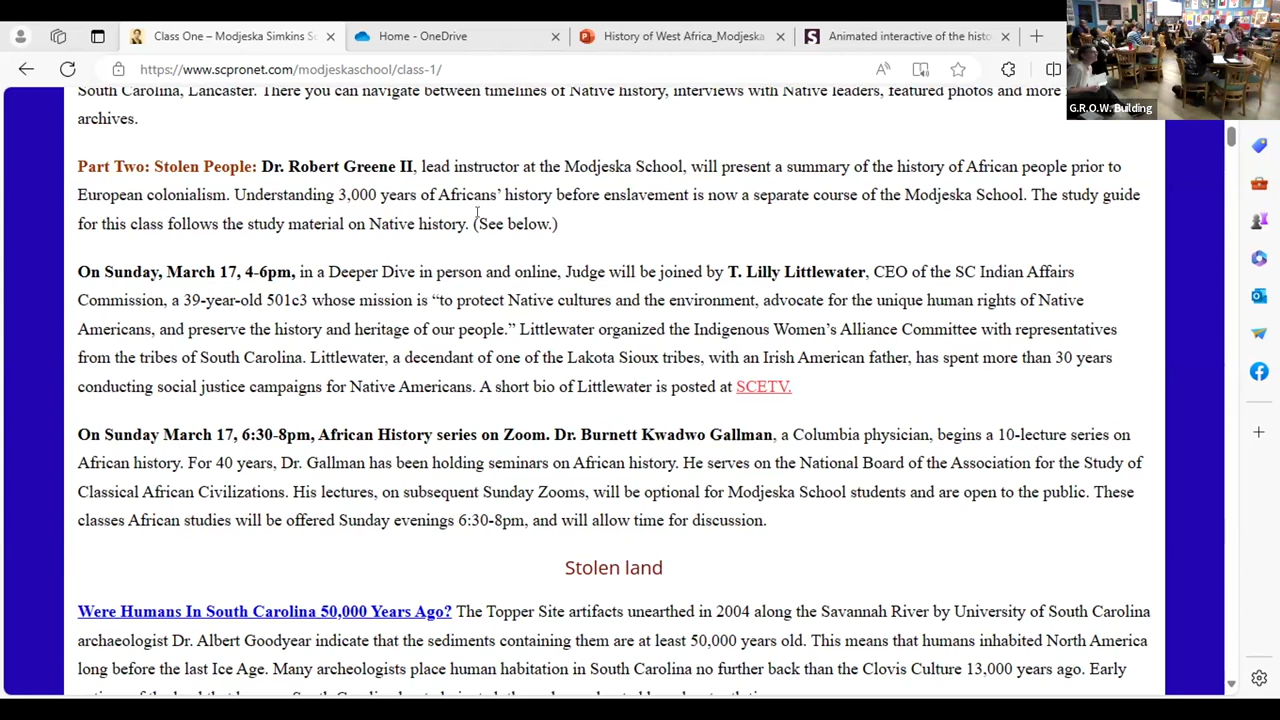 Class One – Modjeska Simkins Sc
Home - OneDrive
History of West Africa_Modjeska
Animated interactive of the histo
https://www.scpronet.com/modjeskaschool/class-1/
G.R.O.W. Building
South Carolina, Lancaster. There you can navigate between timelines of Native history, interviews with Native leaders, featured photos and more
archives.
Part Two: Stolen People: Dr. Robert Greene II, lead instructor at the Modjeska School, will present a summary of the history of African people prior to
European colonialism. Understanding 3,000 years of Africans’ history before enslavement is now a separate course of the Modjeska School. The study guide
for this class follows the study material on Native history. (See below.)
On Sunday, March 17, 4-6pm, in a Deeper Dive in person and online, Judge will be joined by T. Lilly Littlewater, CEO of the SC Indian Affairs
Commission, a 39-year-old 501c3 whose mission is “to protect Native cultures and the environment, advocate for the unique human rights of Native
Americans, and preserve the history and heritage of our people.” Littlewater organized the Indigenous Women’s Alliance Committee with representatives
from the tribes of South Carolina. Littlewater, a decendant of one of the Lakota Sioux tribes, with an Irish American father, has spent more than 30 years
conducting social justice campaigns for Native Americans. A short bio of Littlewater is posted at SCETV.
On Sunday March 17, 6:30-8pm, African History series on Zoom. Dr. Burnett Kwadwo Gallman, a Columbia physician, begins a 10-lecture series on
African history. For 40 years, Dr. Gallman has been holding seminars on African history. He serves on the National Board of the Association for the Study of
Classical African Civilizations. His lectures, on subsequent Sunday Zooms, will be optional for Modjeska School students and are open to the public. These
classes African studies will be offered Sunday evenings 6:30-8pm, and will allow time for discussion.
Stolen land
Were Humans In South Carolina 50,000 Years Ago? The Topper Site artifacts unearthed in 2004 along the Savannah River by University of South Carolina
archaeologist Dr. Albert Goodyear indicate that the sediments containing them are at least 50,000 years old. This means that humans inhabited North America
long before the last Ice Age. Many archeologists place human habitation in South Carolina no further back than the Clovis Culture 13,000 years ago. Early